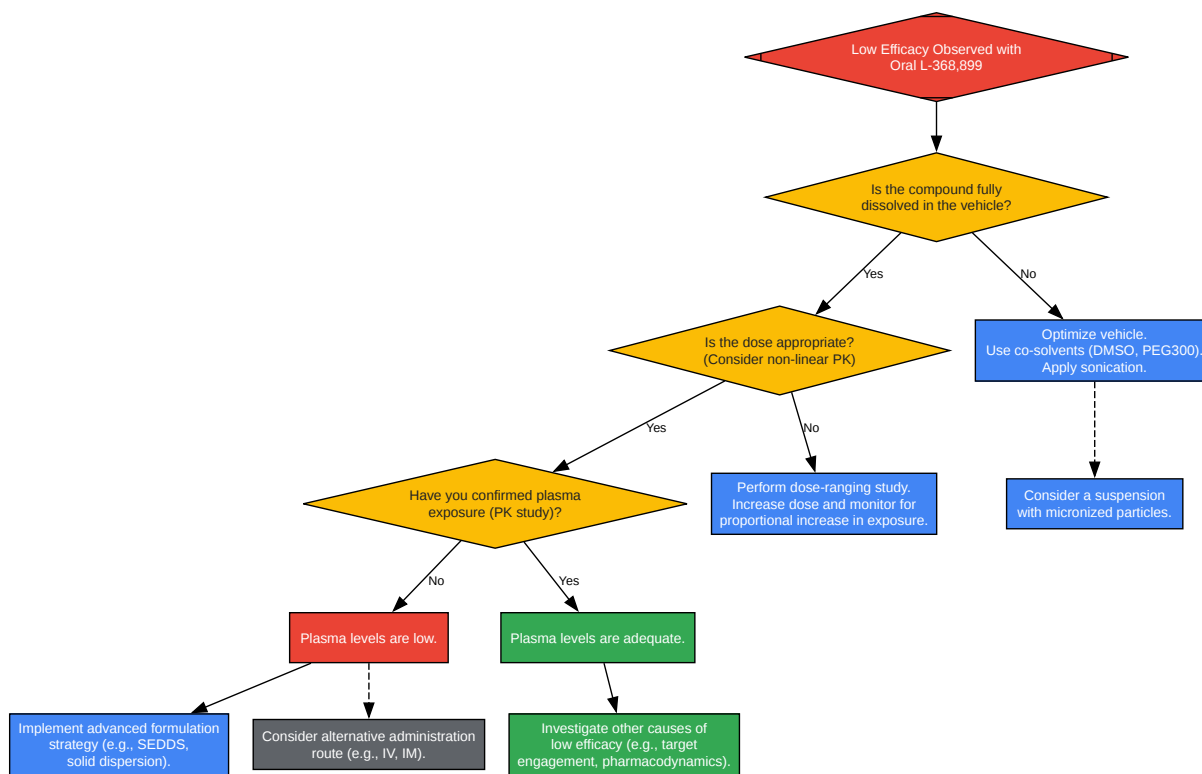 Low Efficacy Observed with
Oral L-368,899
Is the compound fully
dissolved in the vehicle?
Yes
No
Is the dose appropriate?
(Consider non-linear PK)
Optimize vehicle.
Use co-solvents (DMSO, PEG300).
Apply sonication.
Yes
No
Have you confirmed plasma
exposure (PK study)?
Perform dose-ranging study.
Increase dose and monitor for
proportional increase in exposure.
Consider a suspension
with micronized particles.
No
Yes
Plasma levels are low.
Plasma levels are adequate.
Implement advanced formulation
strategy (e.g., SEDDS,
solid dispersion).
Consider alternative administration
route (e.g., IV, IM).
Investigate other causes of
low efficacy (e.g., target
engagement, pharmacodynamics).